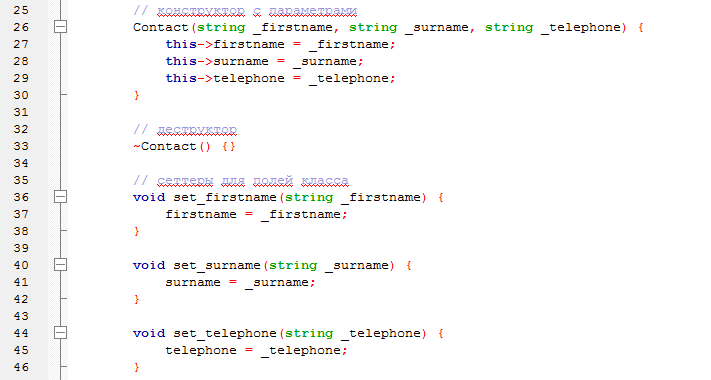 25 // конструктор с параметрами
26 Contact(string _firstname, string _surname, string _telephone) {
27 this->firstname = _firstname;
28 this->surname = _surname;
29 this->telephone = _telephone;
30 }
31
32 // деструктор
33 ~Contact() {}
34
35 // сеттеры для полей класса
36 void set_firstname(string _firstname) {
37 firstname = _firstname;
38 }
39
40 void set_surname(string _surname) {
41 surname = _surname;
42 }
43
44 void set_telephone(string _telephone) {
45 telephone = _telephone;
46 }